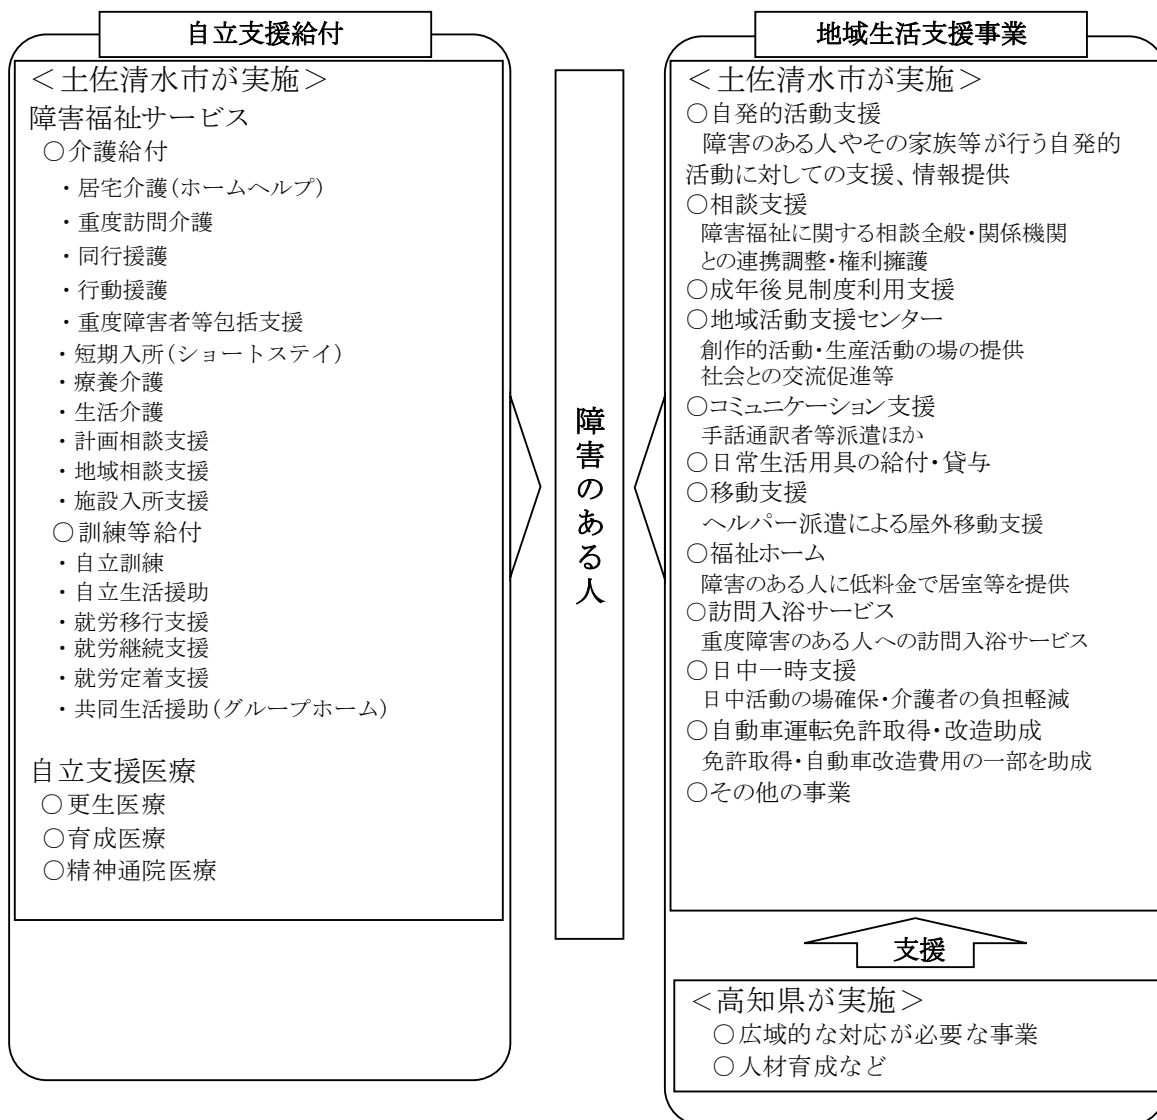 自立支援給付
＜土佐清水市が実施＞
障害福祉サービス
○介護給付
・居宅介護(ホームヘルプ)
・重度訪問介護
・同行援護
・行動援護
・重度障害者等包括支援
・短期入所(ショートステイ)
・療養介護
・生活介護
・計画相談支援
・地域相談支援
・施設入所支援
○訓練等給付
・自立訓練
・自立生活援助
・就労移行支援
・就労継続支援
・就労定着支援
・共同生活援助(グループホーム)
自立支援医療
○更生医療
○育成医療
○精神通院医療
障害のある人
地域生活支援事業
＜土佐清水市が実施＞
○自発的活動支援
障害のある人やその家族等が行う自発的
活動に対しての支援、情報提供
○相談支援
障害福祉に関する相談全般・関係機関
との連携調整・権利擁護
○成年後見制度利用支援
○地域活動支援センター
創作的活動・生産活動の場の提供
社会との交流促進等
○コミュニケーション支援
手話通訳者等派遣ほか
○日常生活用具の給付・貸与
○移動支援
ヘルパー派遣による屋外移動支援
○福祉ホーム
障害のある人に低料金で居室等を提供
○訪問入浴サービス
重度障害のある人への訪問入浴サービス
○日中一時支援
日中活動の場確保・介護者の負担軽減
○自動車運転免許取得・改造助成
免許取得・自動車改造費用の一部を助成
○その他の事業
支援
＜高知県が実施＞
○広域的な対応が必要な事業
○人材育成など